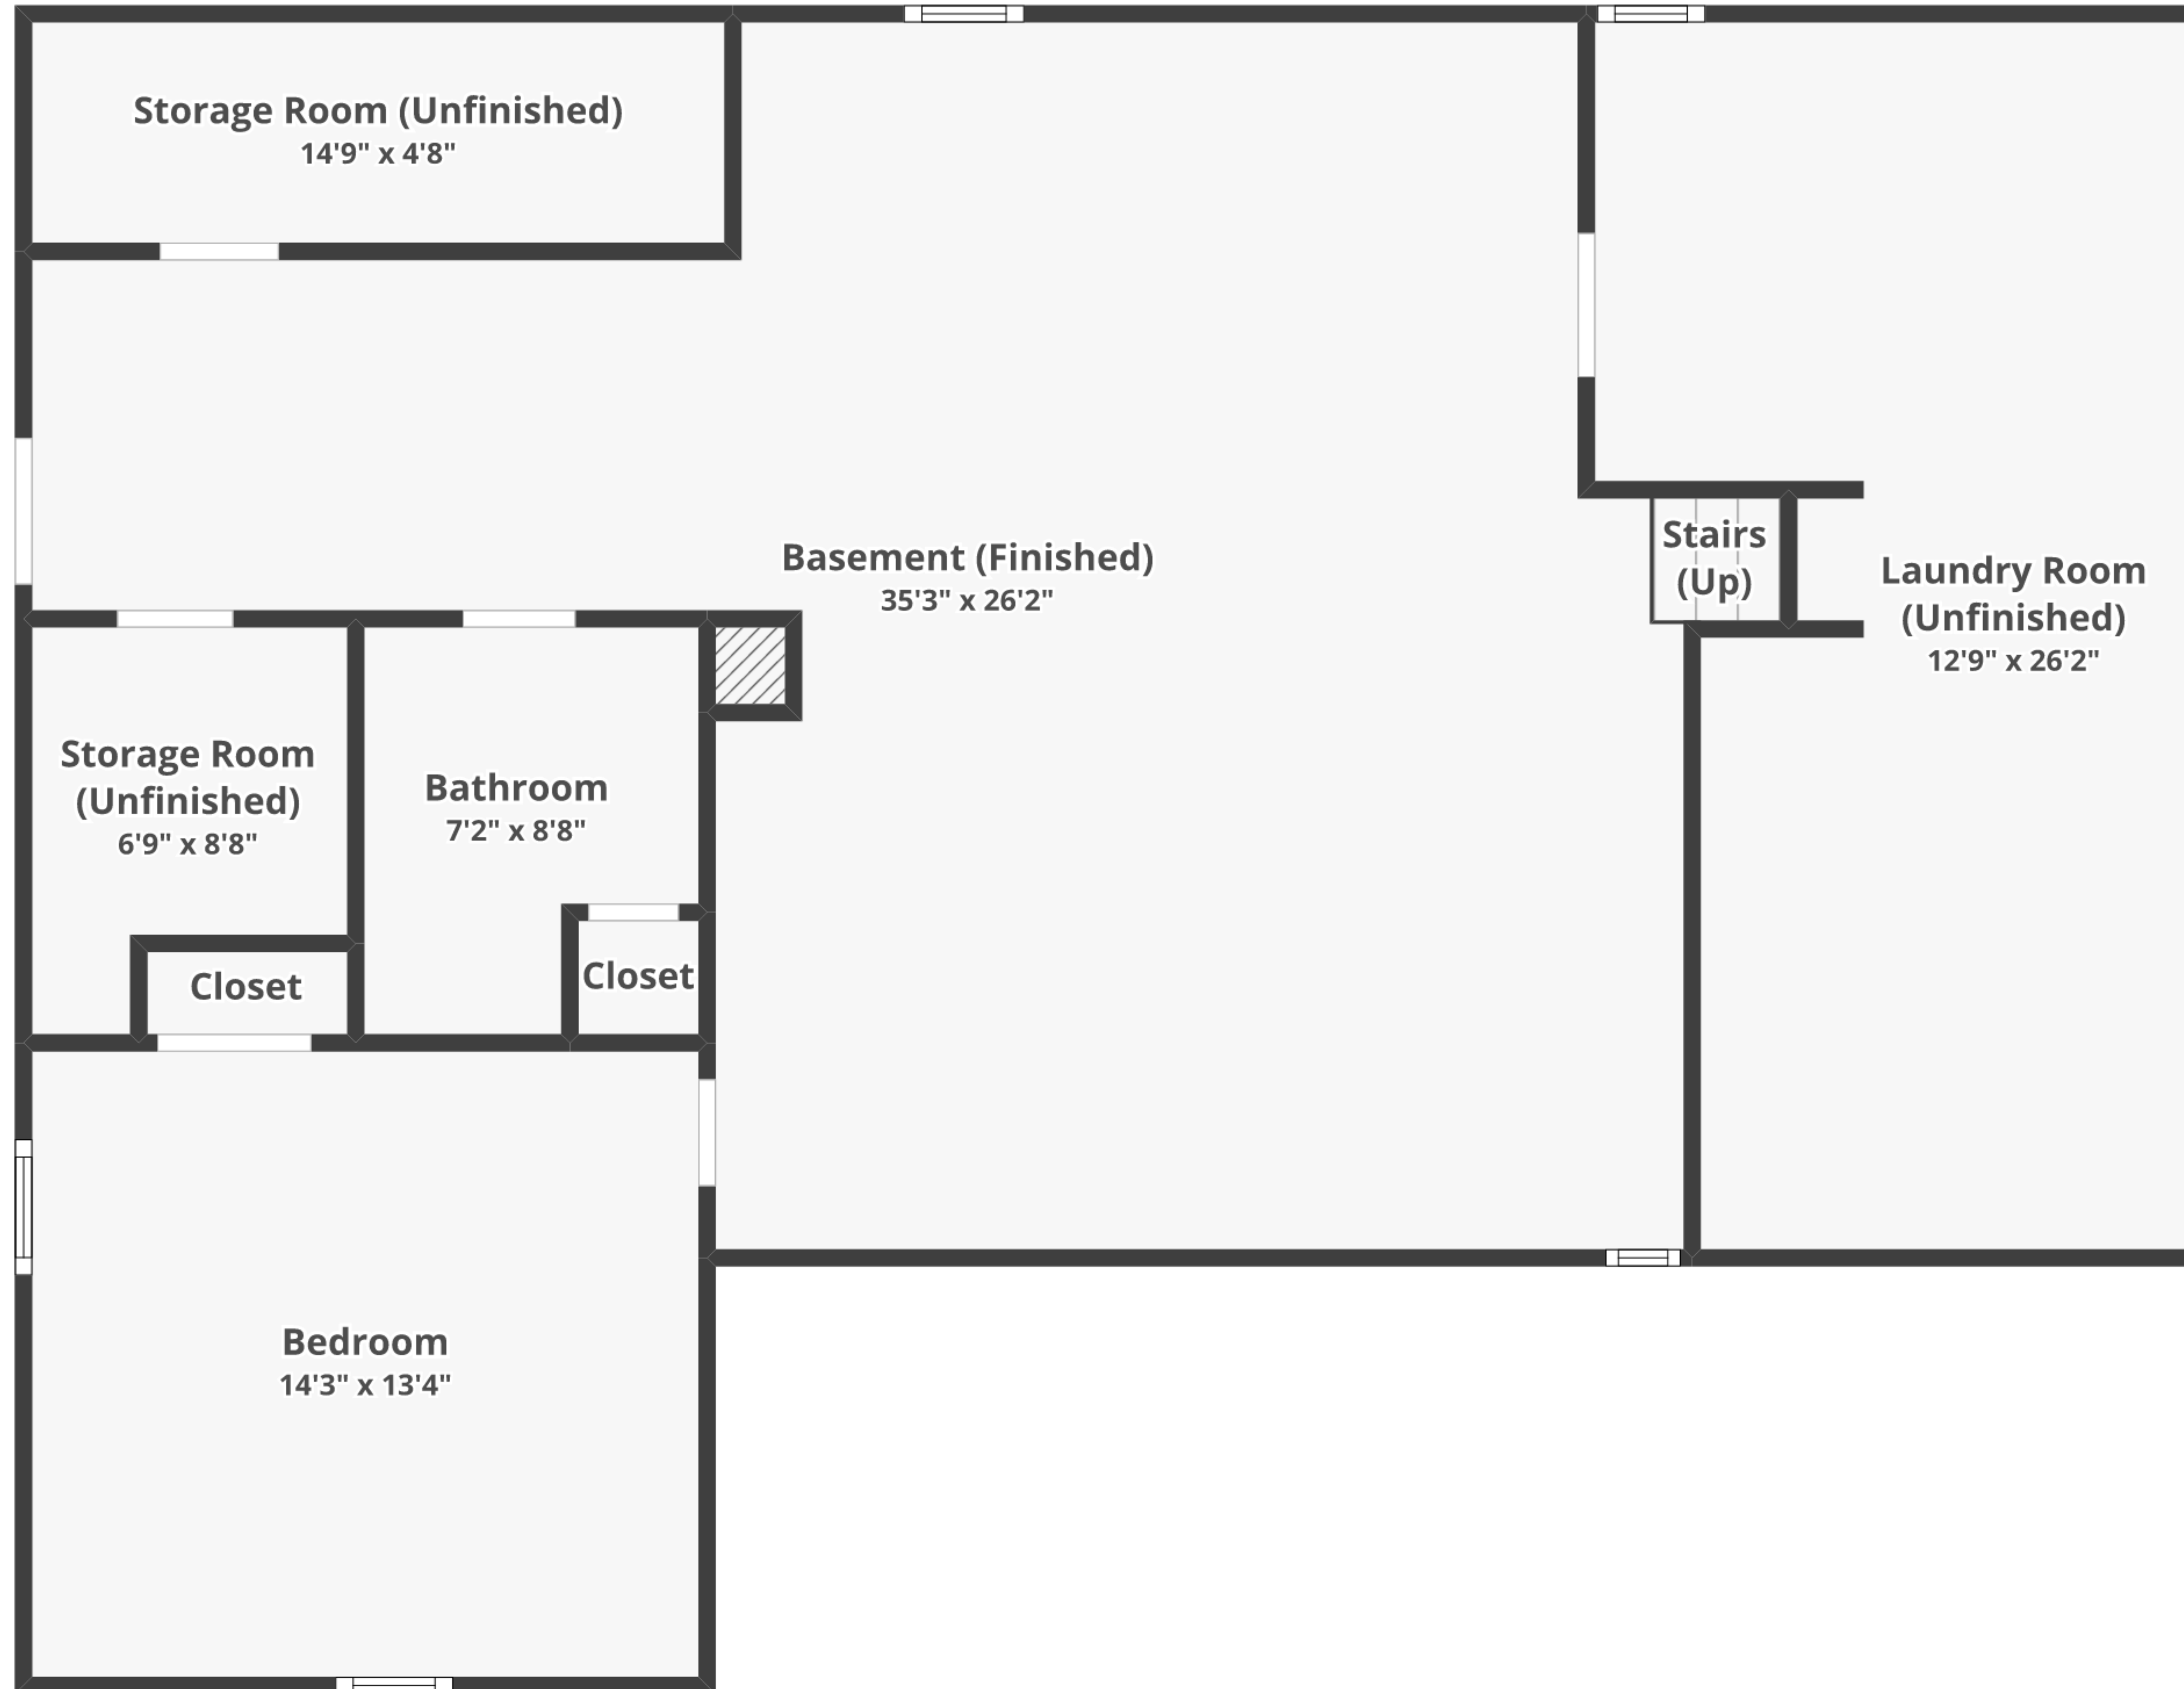 Storage Room (Unfinished)
14'9" x 4'8"
Basement (Finished)
35'3" x 26'2"
Stairs
(Up)
Laundry Room
(Unfinished)
12'9" x 26'2"
Storage Room
(Unfinished)
6'9" x 8'8"
Bathroom
7'2" x 8'8"
Closet
Closet
Bedroom
14'3" x 13'4"